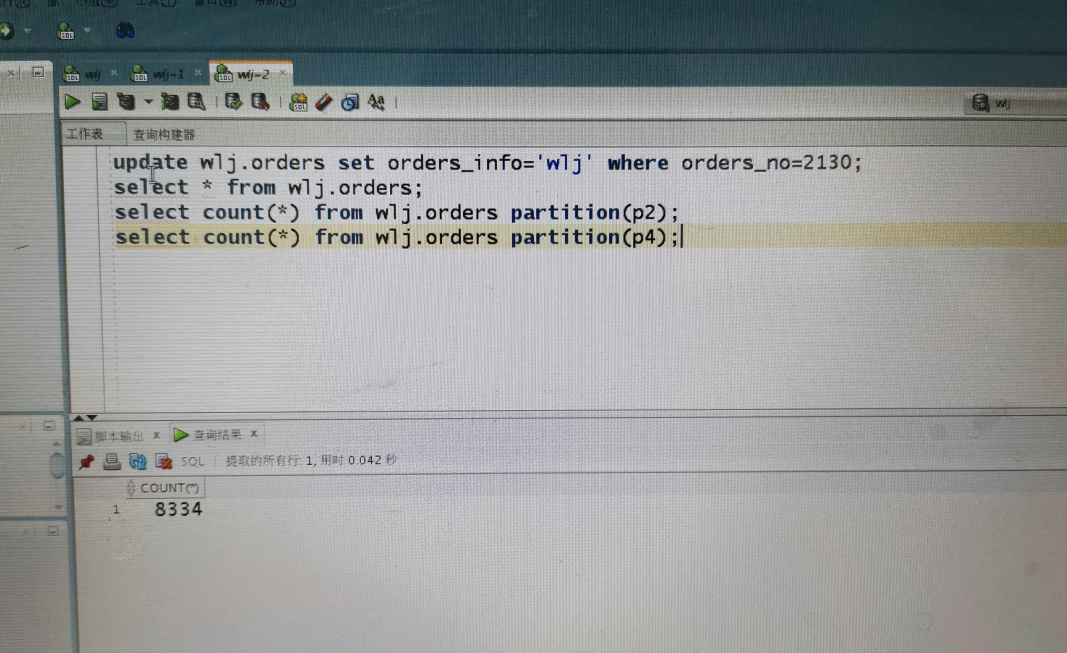 wlj
wlj-1
wlj-2
wlj
工作表
查询构建器
update wlj.orders set orders_info='wlj' where orders_no=2130;
select * from wlj.orders;
select count(*) from wlj.orders partition(p2);
select count(*) from wlj.orders partition(p4);
脚本输出
查询结果
SQL
提取的所有行: 1, 用时 0.042 秒
COUNT(*)
1 8334